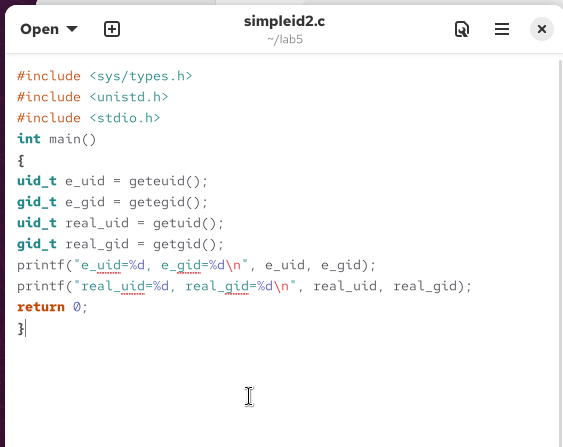 Open simpleid2.c
~/lab5
#include <sys/types.h>
#include <unistd.h>
#include <stdio.h>
int main()
{
uid_t e_uid = geteuid();
gid_t e_gid = getegid();
uid_t real_uid = getuid();
gid_t real_gid = getgid();
printf("e_uid=%d, e_gid=%d\n", e_uid, e_gid);
printf("real_uid=%d, real_gid=%d\n", real_uid, real_gid);
return 0;
}